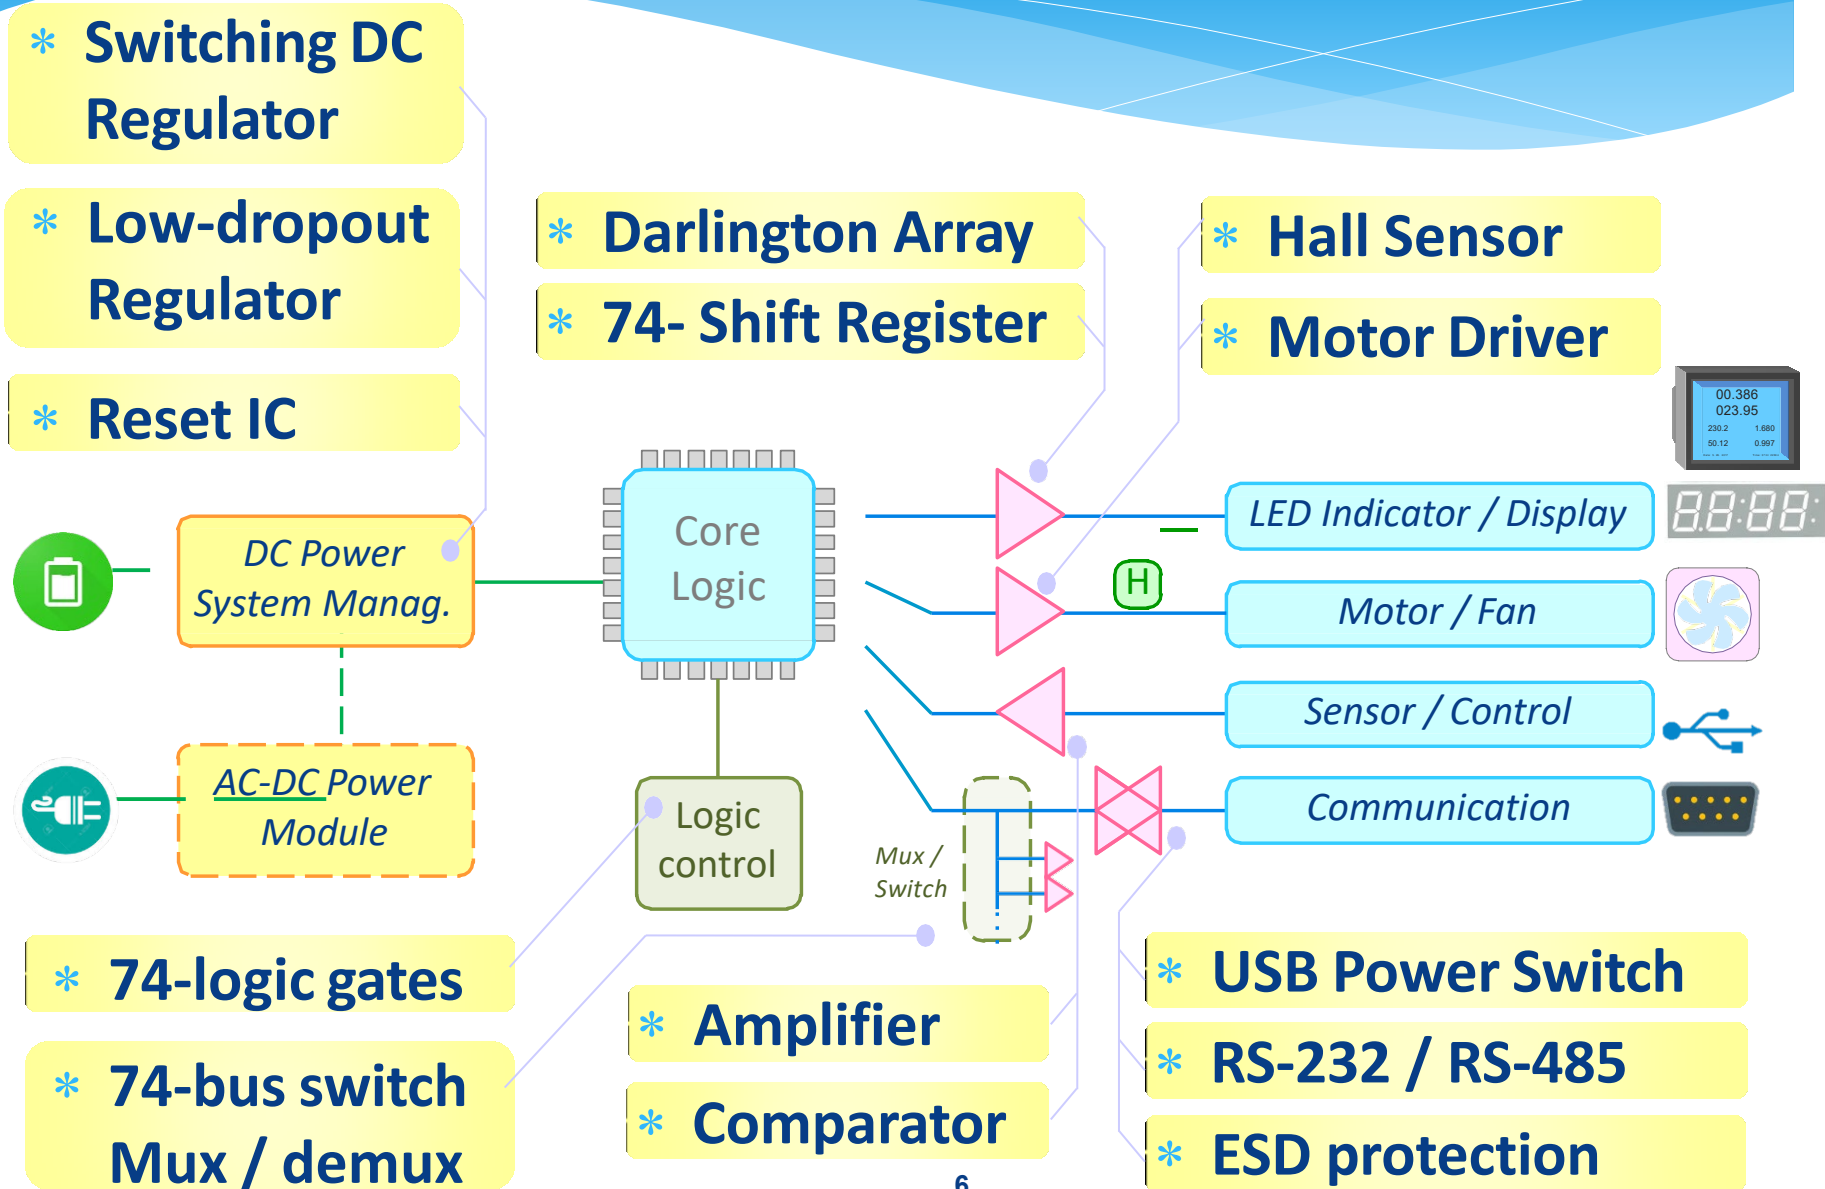 * Switching DC
Regulator
* Low-dropout
Regulator
* Reset IC
* Darlington Array
* 74- Shift Register
* Hall Sensor
* Motor Driver
00.386
023.95
230.2 1.680
50.12 0.997
Core
Logic
DC Power
System Manag.
AC-DC Power
Module
LED Indicator / Display
8.8:88:
H
Motor / Fan
Sensor / Control
Communication
Logic
control
Mux /
Switch
* 74-logic gates
* 74-bus switch
Mux / demux
* Amplifier
* Comparator
* USB Power Switch
* RS-232 / RS-485
* ESD protection
6